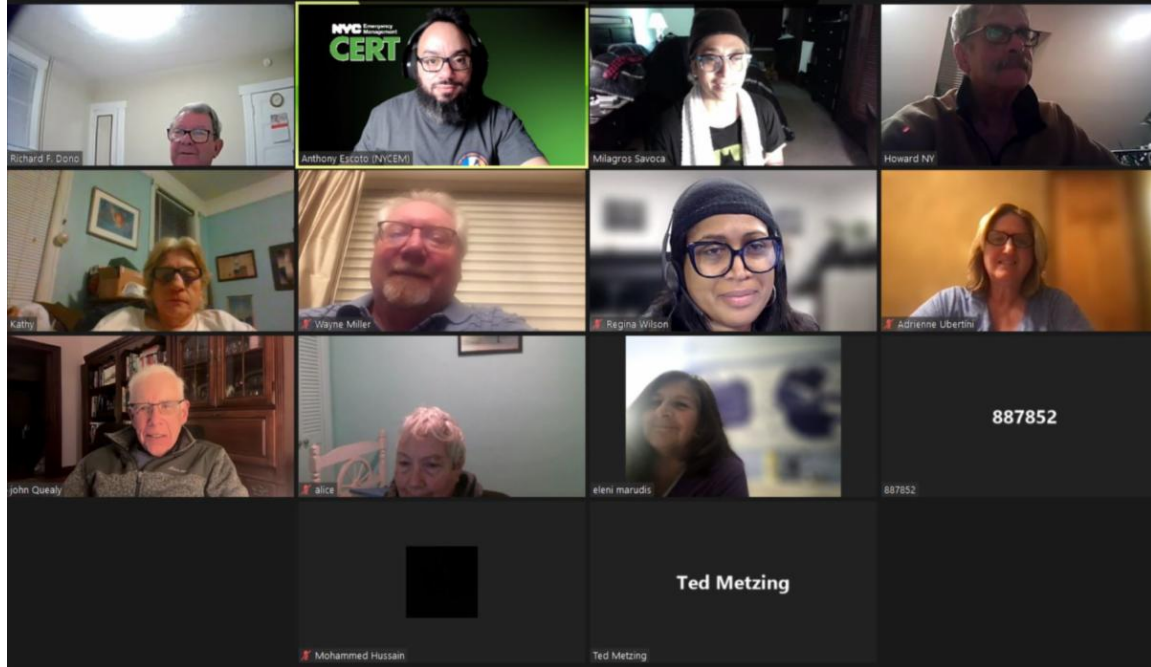 NYC Emergency
Management
CERT
Richard F. Dono
Anthony Escoto (NYCEM)
Milagros Savoca
Howard NY
Kathy
Wayne Miller
Regina Wilson
Adrienne Ubertini
john Quealy
alice
eleni marudis
887852
887852
Mohammed Hussain
Ted Metzing
Ted Metzing